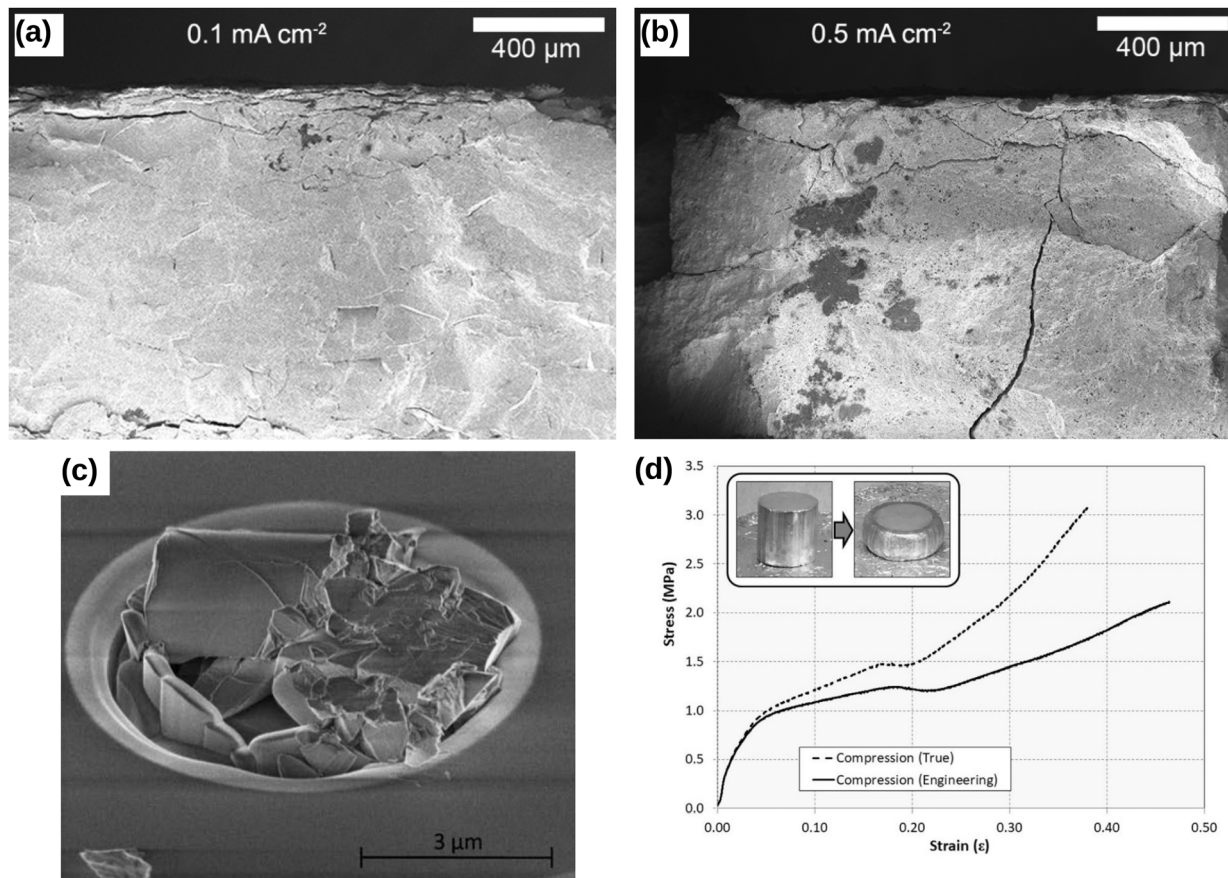 (a)
0.1 mA cm⁻²
400 µm
(b)
0.5 mA cm⁻²
400 µm
(c)
3 µm
(d)
3.5
3.0
2.5
2.0
1.5
1.0
0.5
0.0
Stress (MPa)
Compression (True)
Compression (Engineering)
0.00
0.10
0.20
0.30
0.40
0.50
Strain (ε)